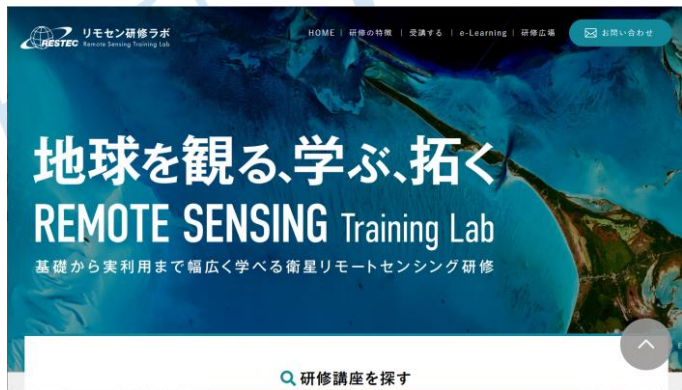 RESTEC
リモセン研修ラボ
Remote Sensing Training Lab
HOME | 研修の特徴 | 受講する | e-Learning | 研修広場
お問い合わせ
地球を観る、学ぶ、拓く
REMOTE SENSING Training Lab
基礎から実利用まで幅広く学べる衛星リモートセンシング研修
研修講座を探す